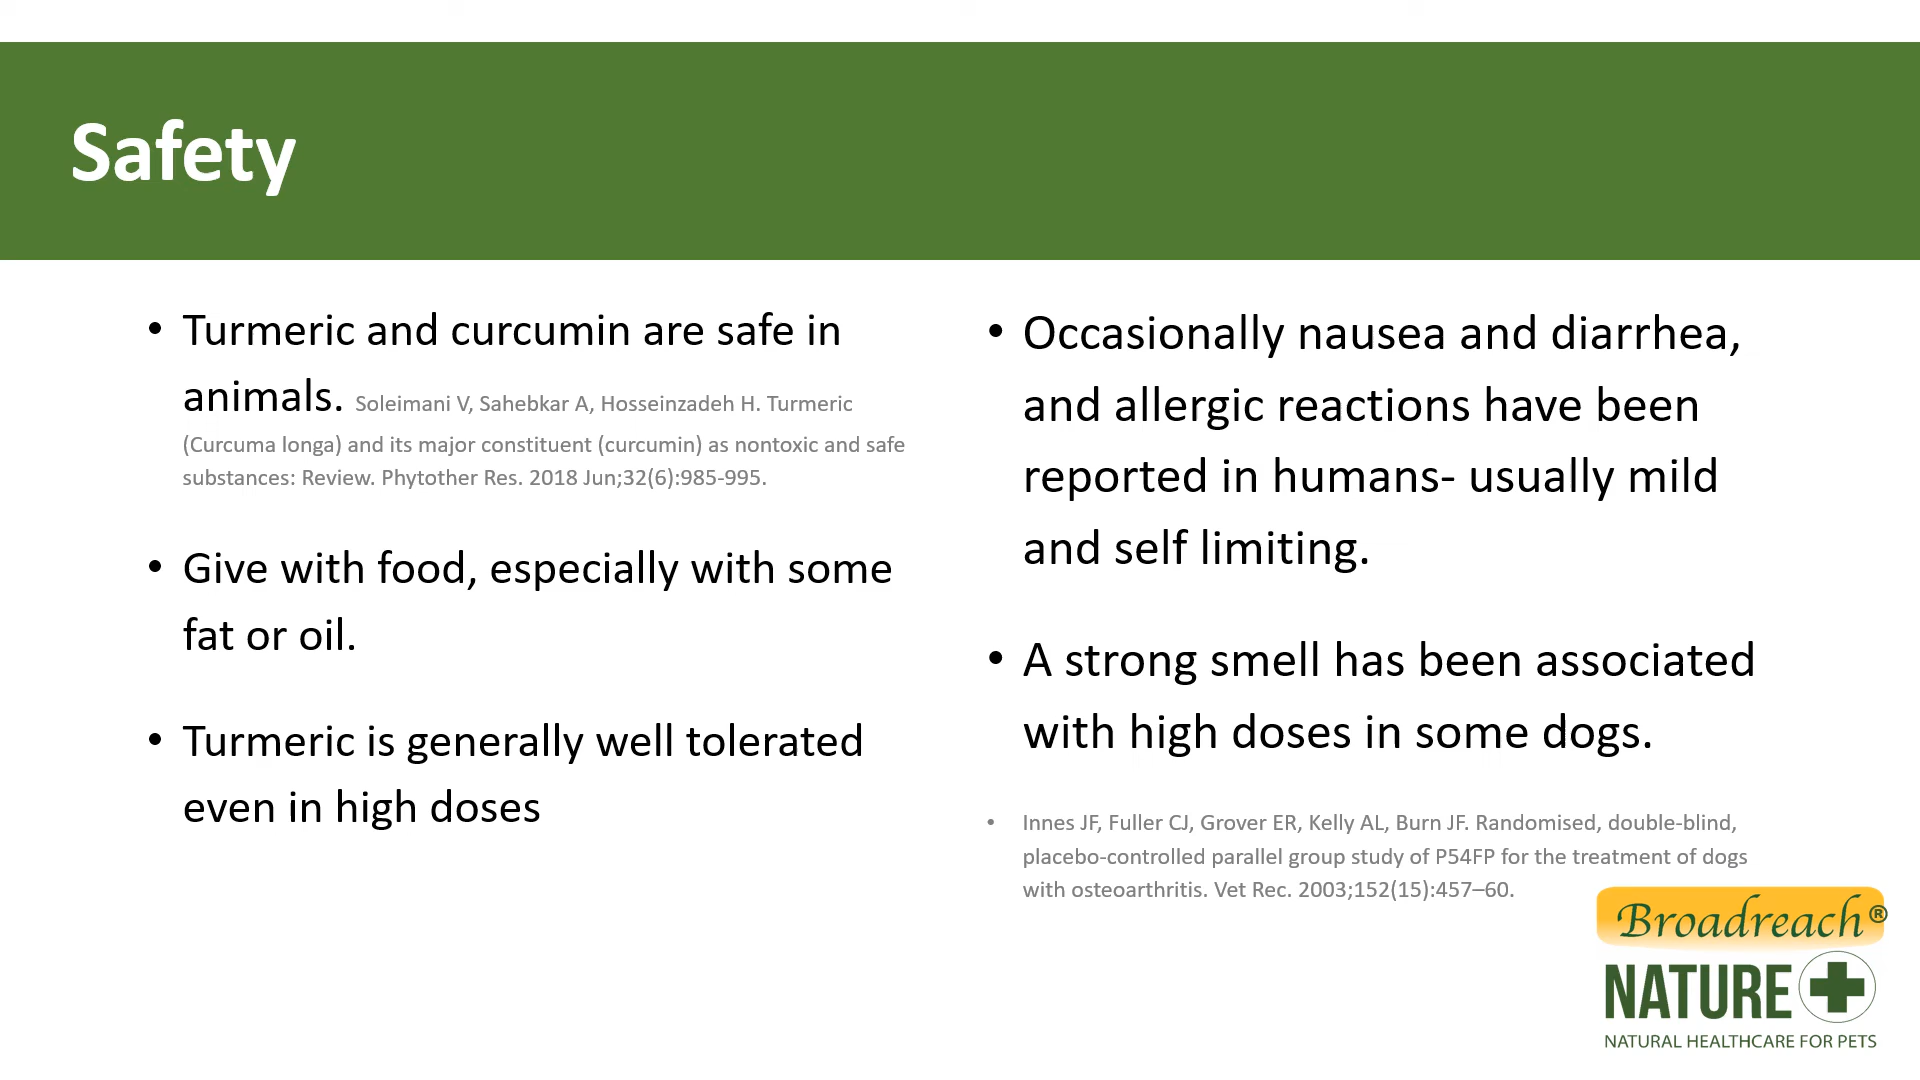 Safety
• Turmeric and curcumin are safe in
animals. Soleimani V, Sahebkar A, Hosseinzadeh H. Turmeric
(Curcuma longa) and its major constituent (curcumin) as nontoxic and safe
substances: Review. Phytother Res. 2018 Jun;32(6):985-995.
• Give with food, especially with some
fat or oil.
• Turmeric is generally well tolerated
even in high doses
• Occasionally nausea and diarrhea,
and allergic reactions have been
reported in humans- usually mild
and self limiting.
• A strong smell has been associated
with high doses in some dogs.
• Innes JF, Fuller CJ, Grover ER, Kelly AL, Burn JF. Randomised, double-blind,
placebo-controlled parallel group study of P54FP for the treatment of dogs
with osteoarthritis. Vet Rec. 2003;152(15):457–60.
Broadreach®
NATURE+
NATURAL HEALTHCARE FOR PETS